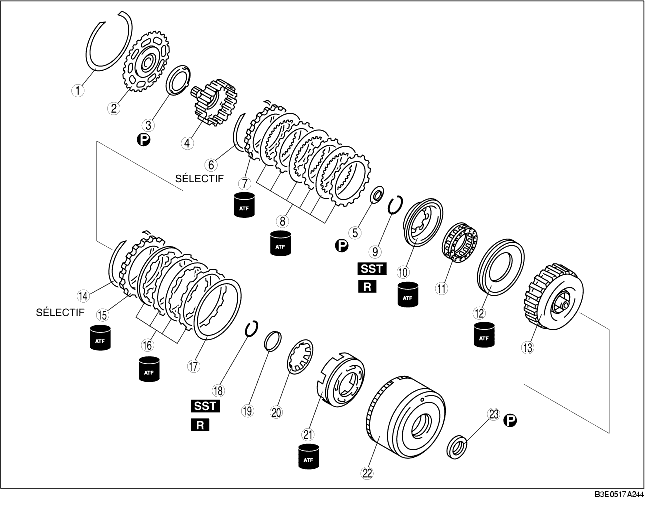 1
2
3
P
4
6
SÉLECTIF
7
ATF
8
ATF
5
P
9
SST
R
10
ATF
11
12
ATF
13
14
SÉLECTIF
15
ATF
16
ATF
17
18
SST
R
19
20
21
ATF
22
23
P
B3E0517A244